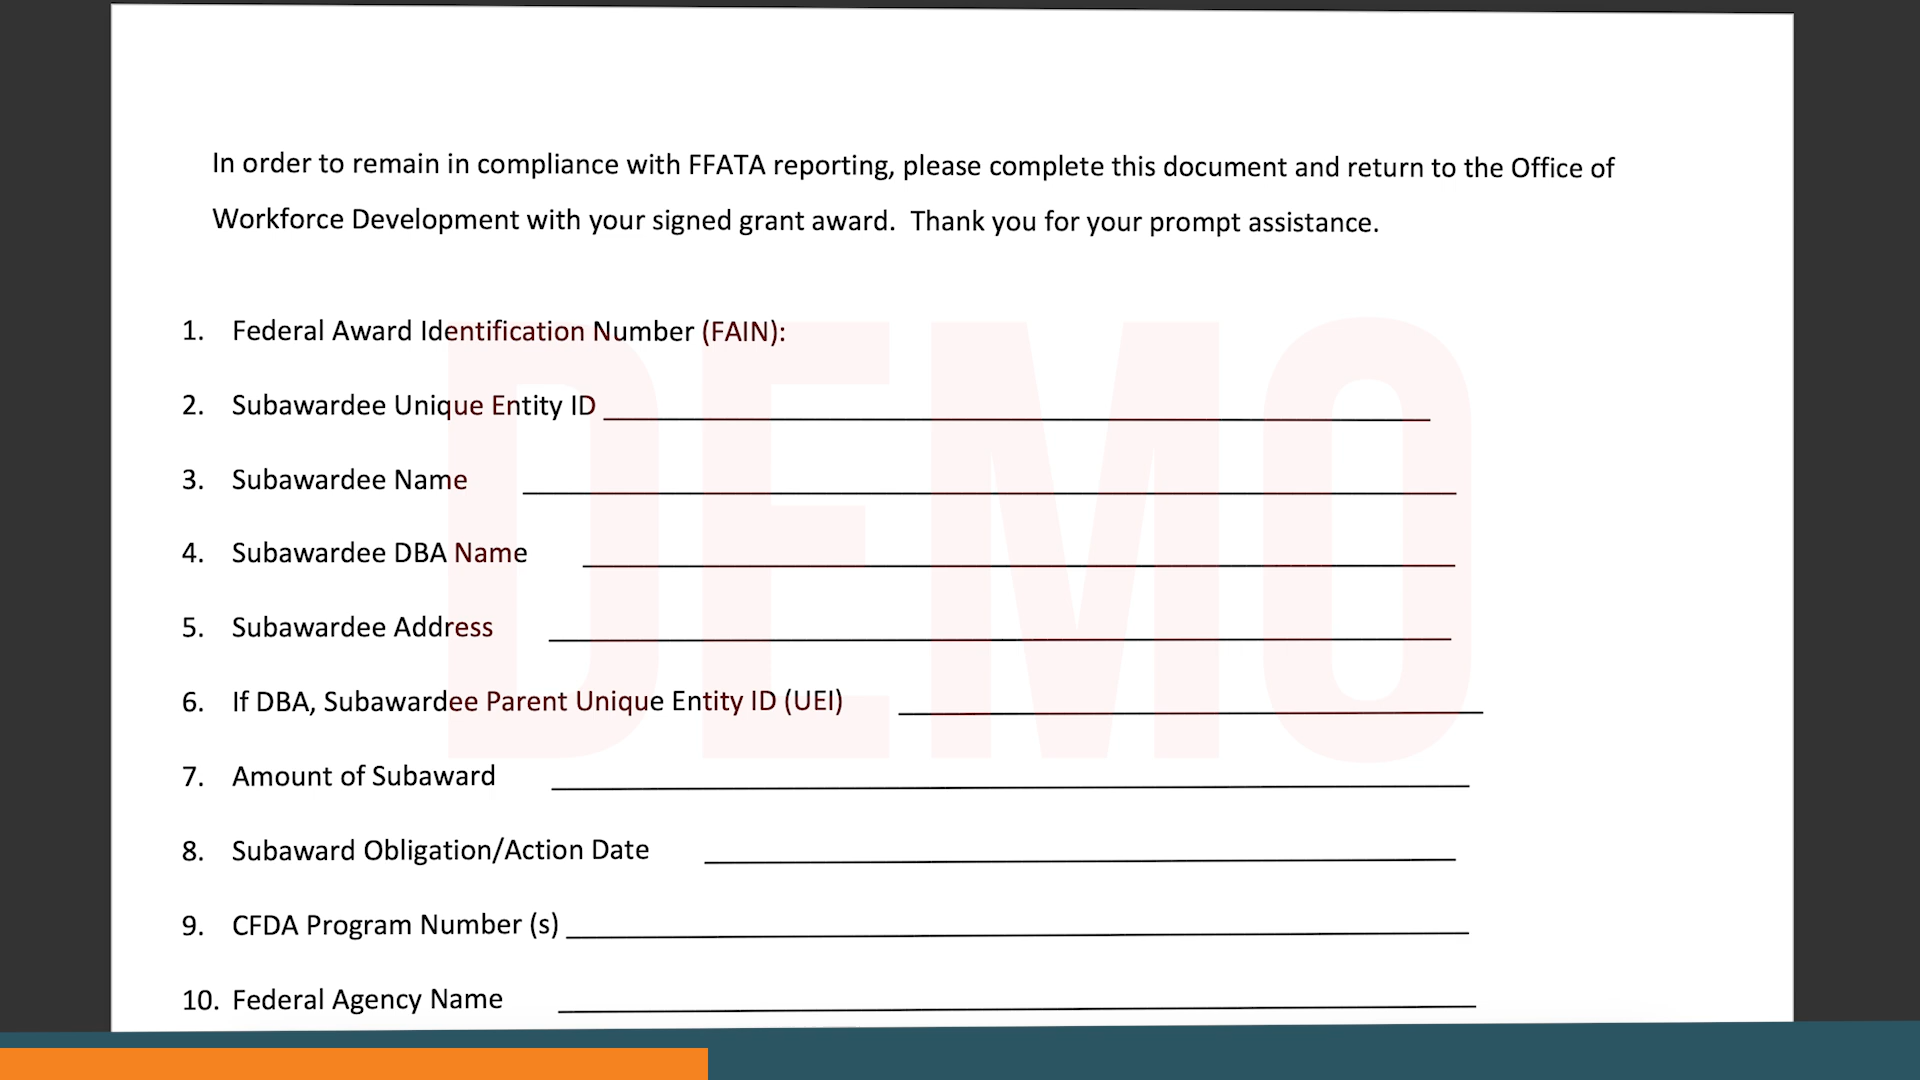 In order to remain in compliance with FFATA reporting, please complete this document and return to the Office of
Workforce Development with your signed grant award.  Thank you for your prompt assistance.
1. Federal Award Identification Number (FAIN):
2. Subawardee Unique Entity ID
3. Subawardee Name
4. Subawardee DBA Name
5. Subawardee Address
6. If DBA, Subawardee Parent Unique Entity ID (UEI)
7. Amount of Subaward
8. Subaward Obligation/Action Date
9. CFDA Program Number (s)
10. Federal Agency Name
DEMO